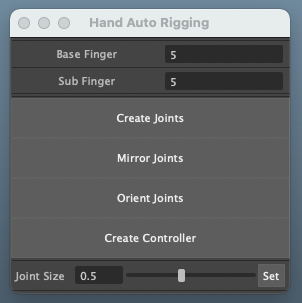 Hand Auto Rigging
Base Finger 5
Sub Finger 5
Create Joints
Mirror Joints
Orient Joints
Create Controller
Joint Size 0.5 Set